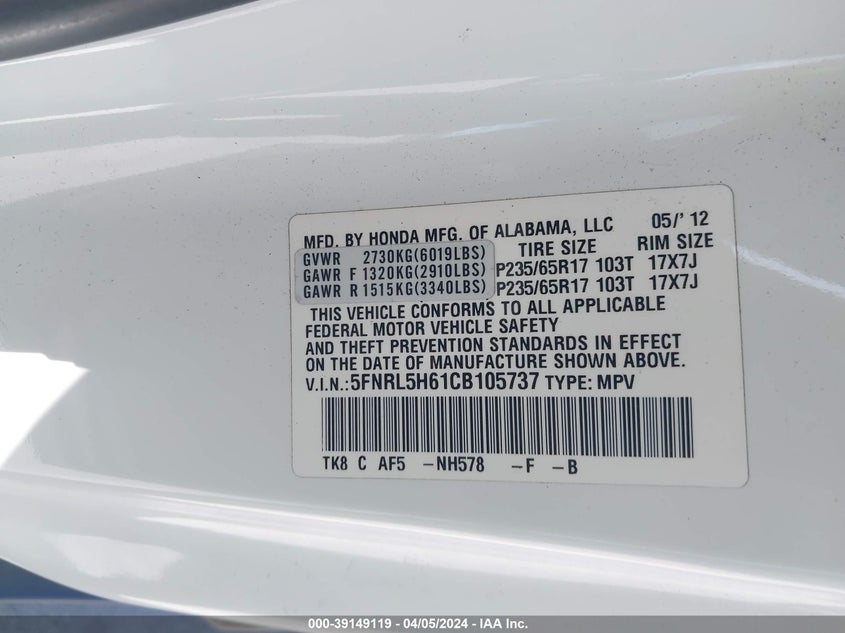 MFD. BY HONDA MFG. OF ALABAMA, LLC 05/' 12
TIRE SIZE RIM SIZE
GVWR 2730KG(6019LBS)
GAWR F 1320KG(2910LBS) P235/65R17 103T 17X7J
GAWR R 1515KG(3340LBS) P235/65R17 103T 17X7J
THIS VEHICLE CONFORMS TO ALL APPLICABLE
FEDERAL MOTOR VEHICLE SAFETY
AND THEFT PREVENTION STANDARDS IN EFFECT
ON THE DATE OF MANUFACTURE SHOWN ABOVE.
V.I.N.:5FNRL5H61CB105737 TYPE: MPV
TK8 C AF5 -NH578 -F -B
000-39149119 - 04/05/2024 - IAA Inc.